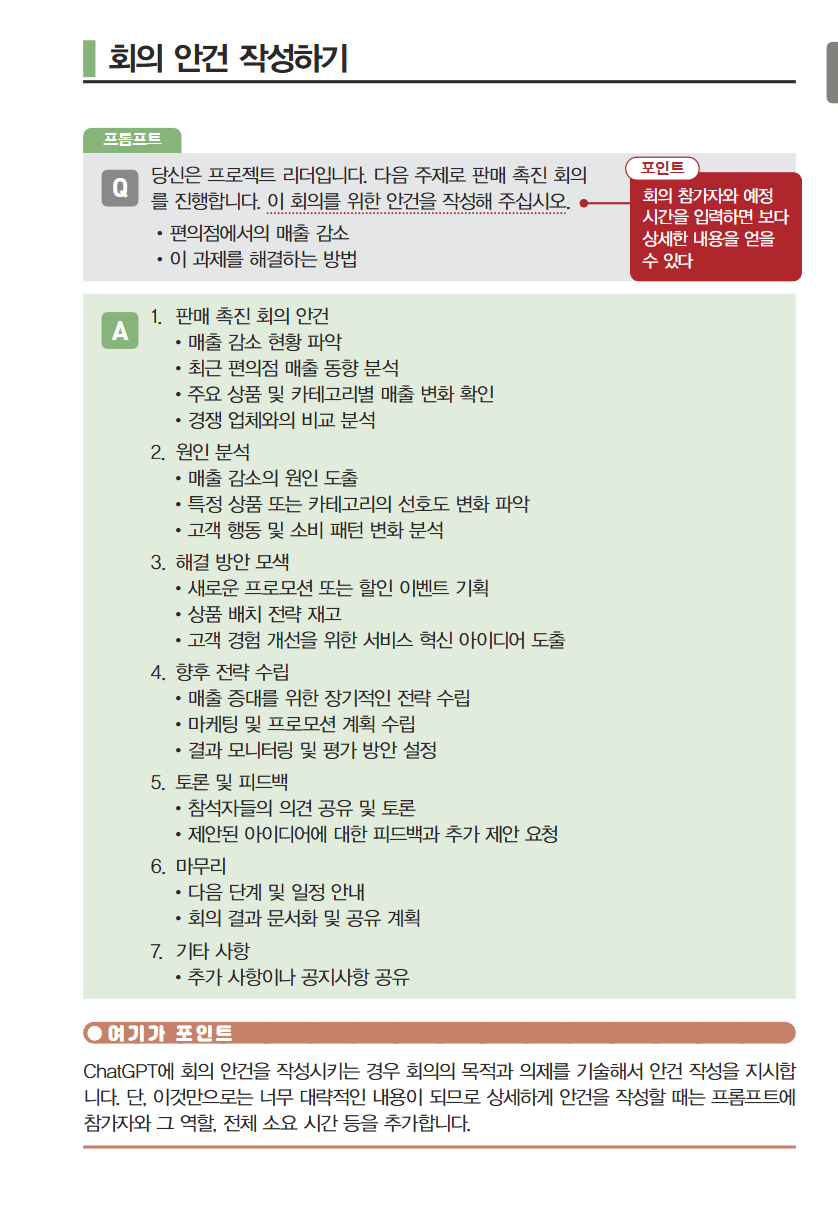 회의 안건 작성하기
프롬프트
Q
당신은 프로젝트 리더입니다. 다음 주제로 판매 촉진 회의
를 진행합니다. 이 회의를 위한 안건을 작성해 주십시오.
• 편의점에서의 매출 감소
• 이 과제를 해결하는 방법
포인트
회의 참가자와 예정
시간을 입력하면 보다
상세한 내용을 얻을
수 있다
A
1. 판매 촉진 회의 안건
• 매출 감소 현황 파악
• 최근 편의점 매출 동향 분석
• 주요 상품 및 카테고리별 매출 변화 확인
• 경쟁 업체와의 비교 분석
2. 원인 분석
• 매출 감소의 원인 도출
• 특정 상품 또는 카테고리의 선호도 변화 파악
• 고객 행동 및 소비 패턴 변화 분석
3. 해결 방안 모색
• 새로운 프로모션 또는 할인 이벤트 기획
• 상품 배치 전략 재고
• 고객 경험 개선을 위한 서비스 혁신 아이디어 도출
4. 향후 전략 수립
• 매출 증대를 위한 장기적인 전략 수립
• 마케팅 및 프로모션 계획 수립
• 결과 모니터링 및 평가 방안 설정
5. 토론 및 피드백
• 참석자들의 의견 공유 및 토론
• 제안된 아이디어에 대한 피드백과 추가 제안 요청
6. 마무리
• 다음 단계 및 일정 안내
• 회의 결과 문서화 및 공유 계획
7. 기타 사항
• 추가 사항이나 공지사항 공유
여기가 포인트
ChatGPT에 회의 안건을 작성시키는 경우 회의의 목적과 의제를 기술해서 안건 작성을 지시합
니다. 단, 이것만으로는 너무 대략적인 내용이 되므로 상세하게 안건을 작성할 때는 프롬프트에
참가자와 그 역할, 전체 소요 시간 등을 추가합니다.